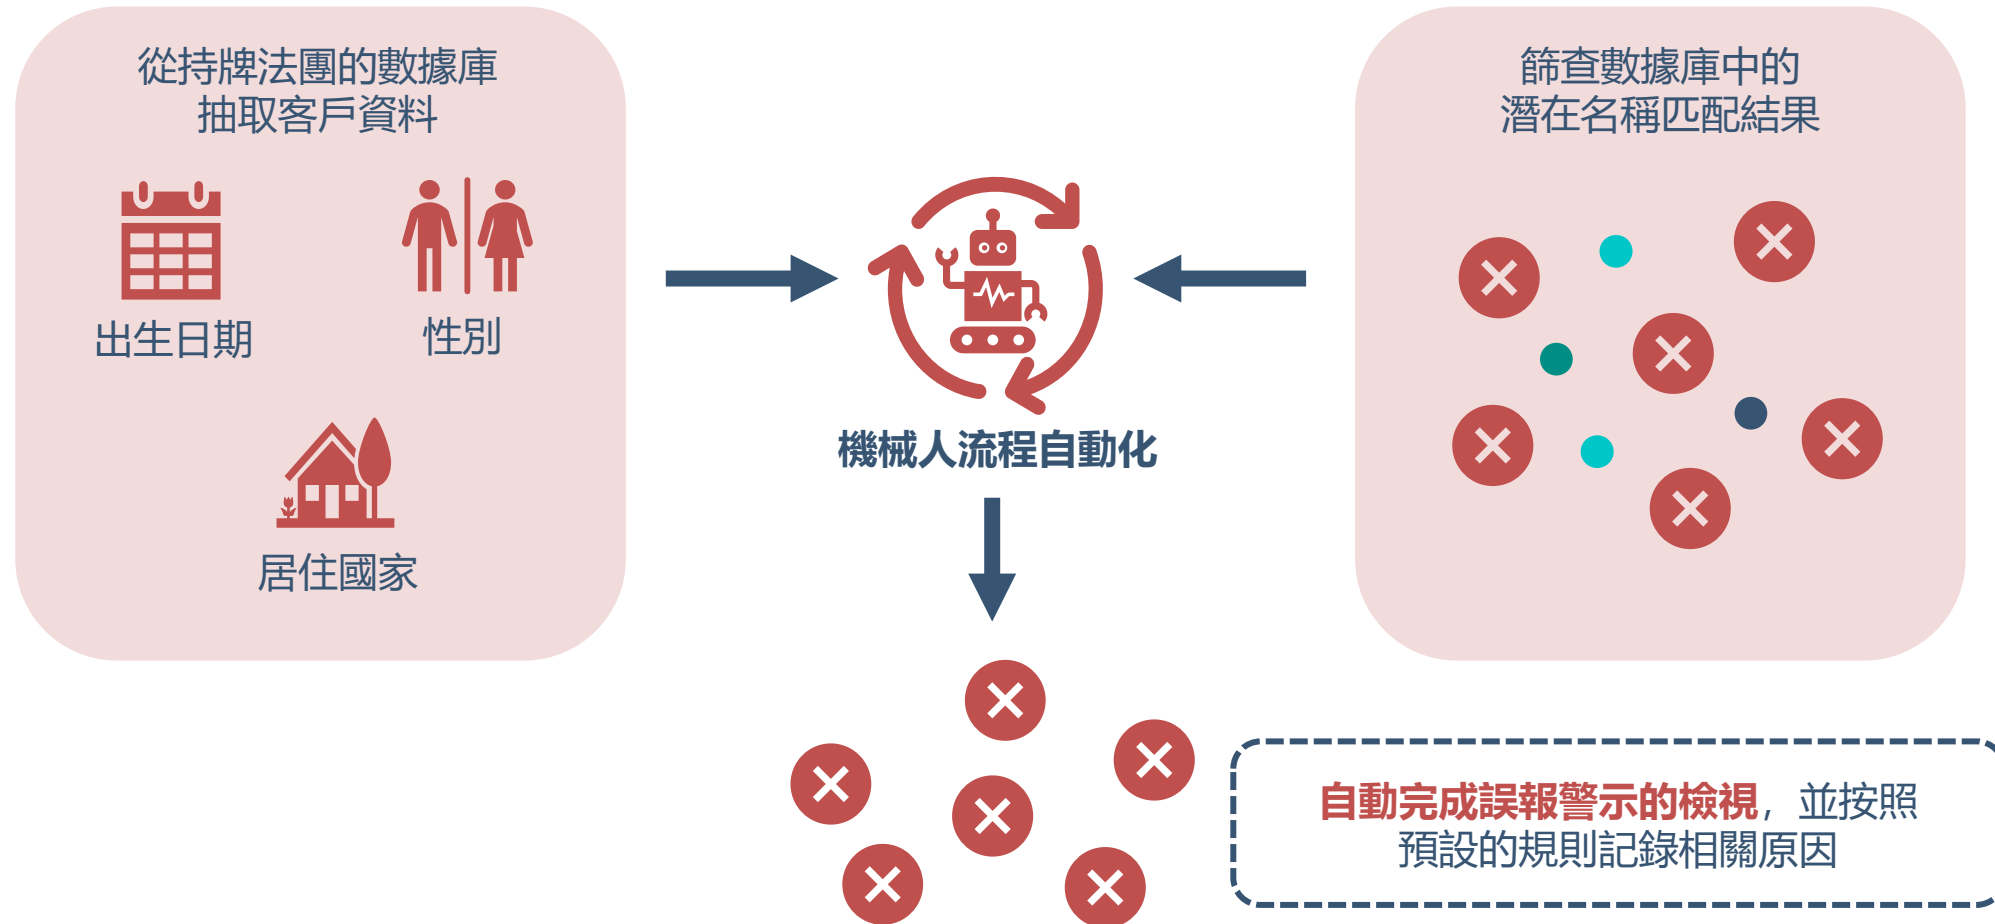 從持牌法團的數據庫
抽取客戶資料
出生日期
性別
居住國家
機械人流程自動化
篩查數據庫中的
潛在名稱匹配結果
自動完成誤報警示的檢視，並按照
預設的規則記錄相關原因